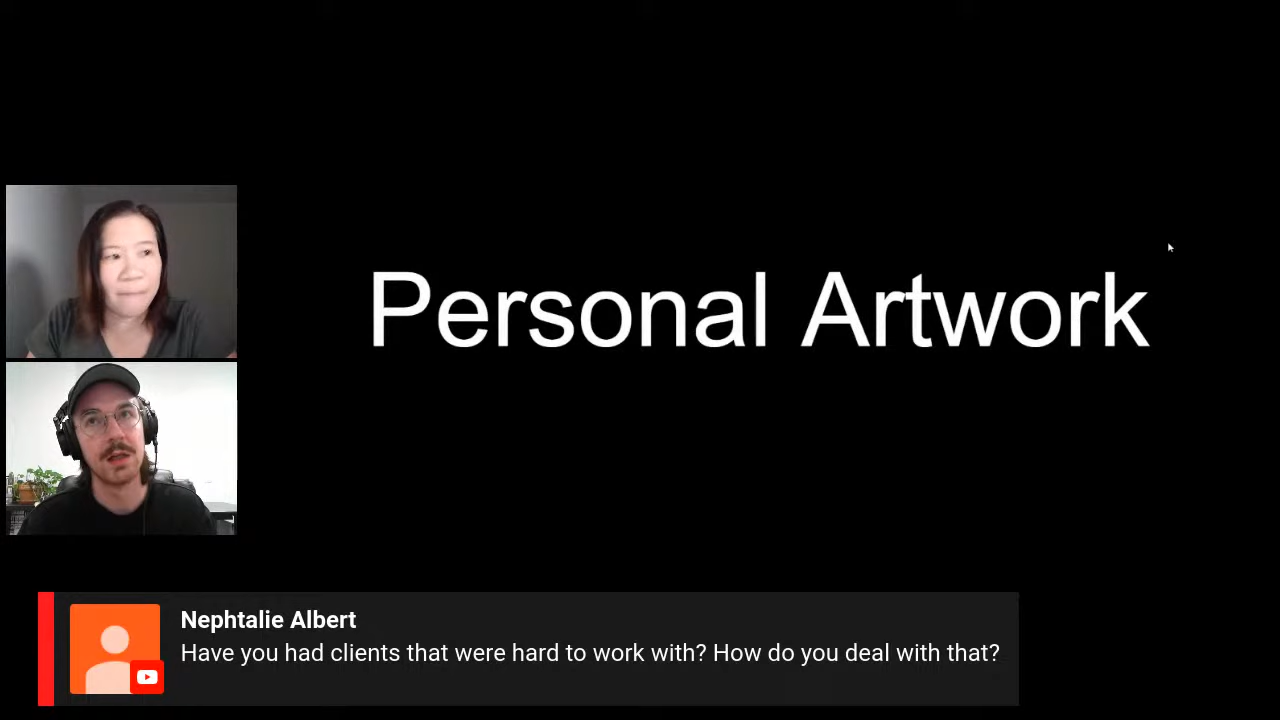 Personal Artwork
Nephtalie Albert
Have you had clients that were hard to work with? How do you deal with that?